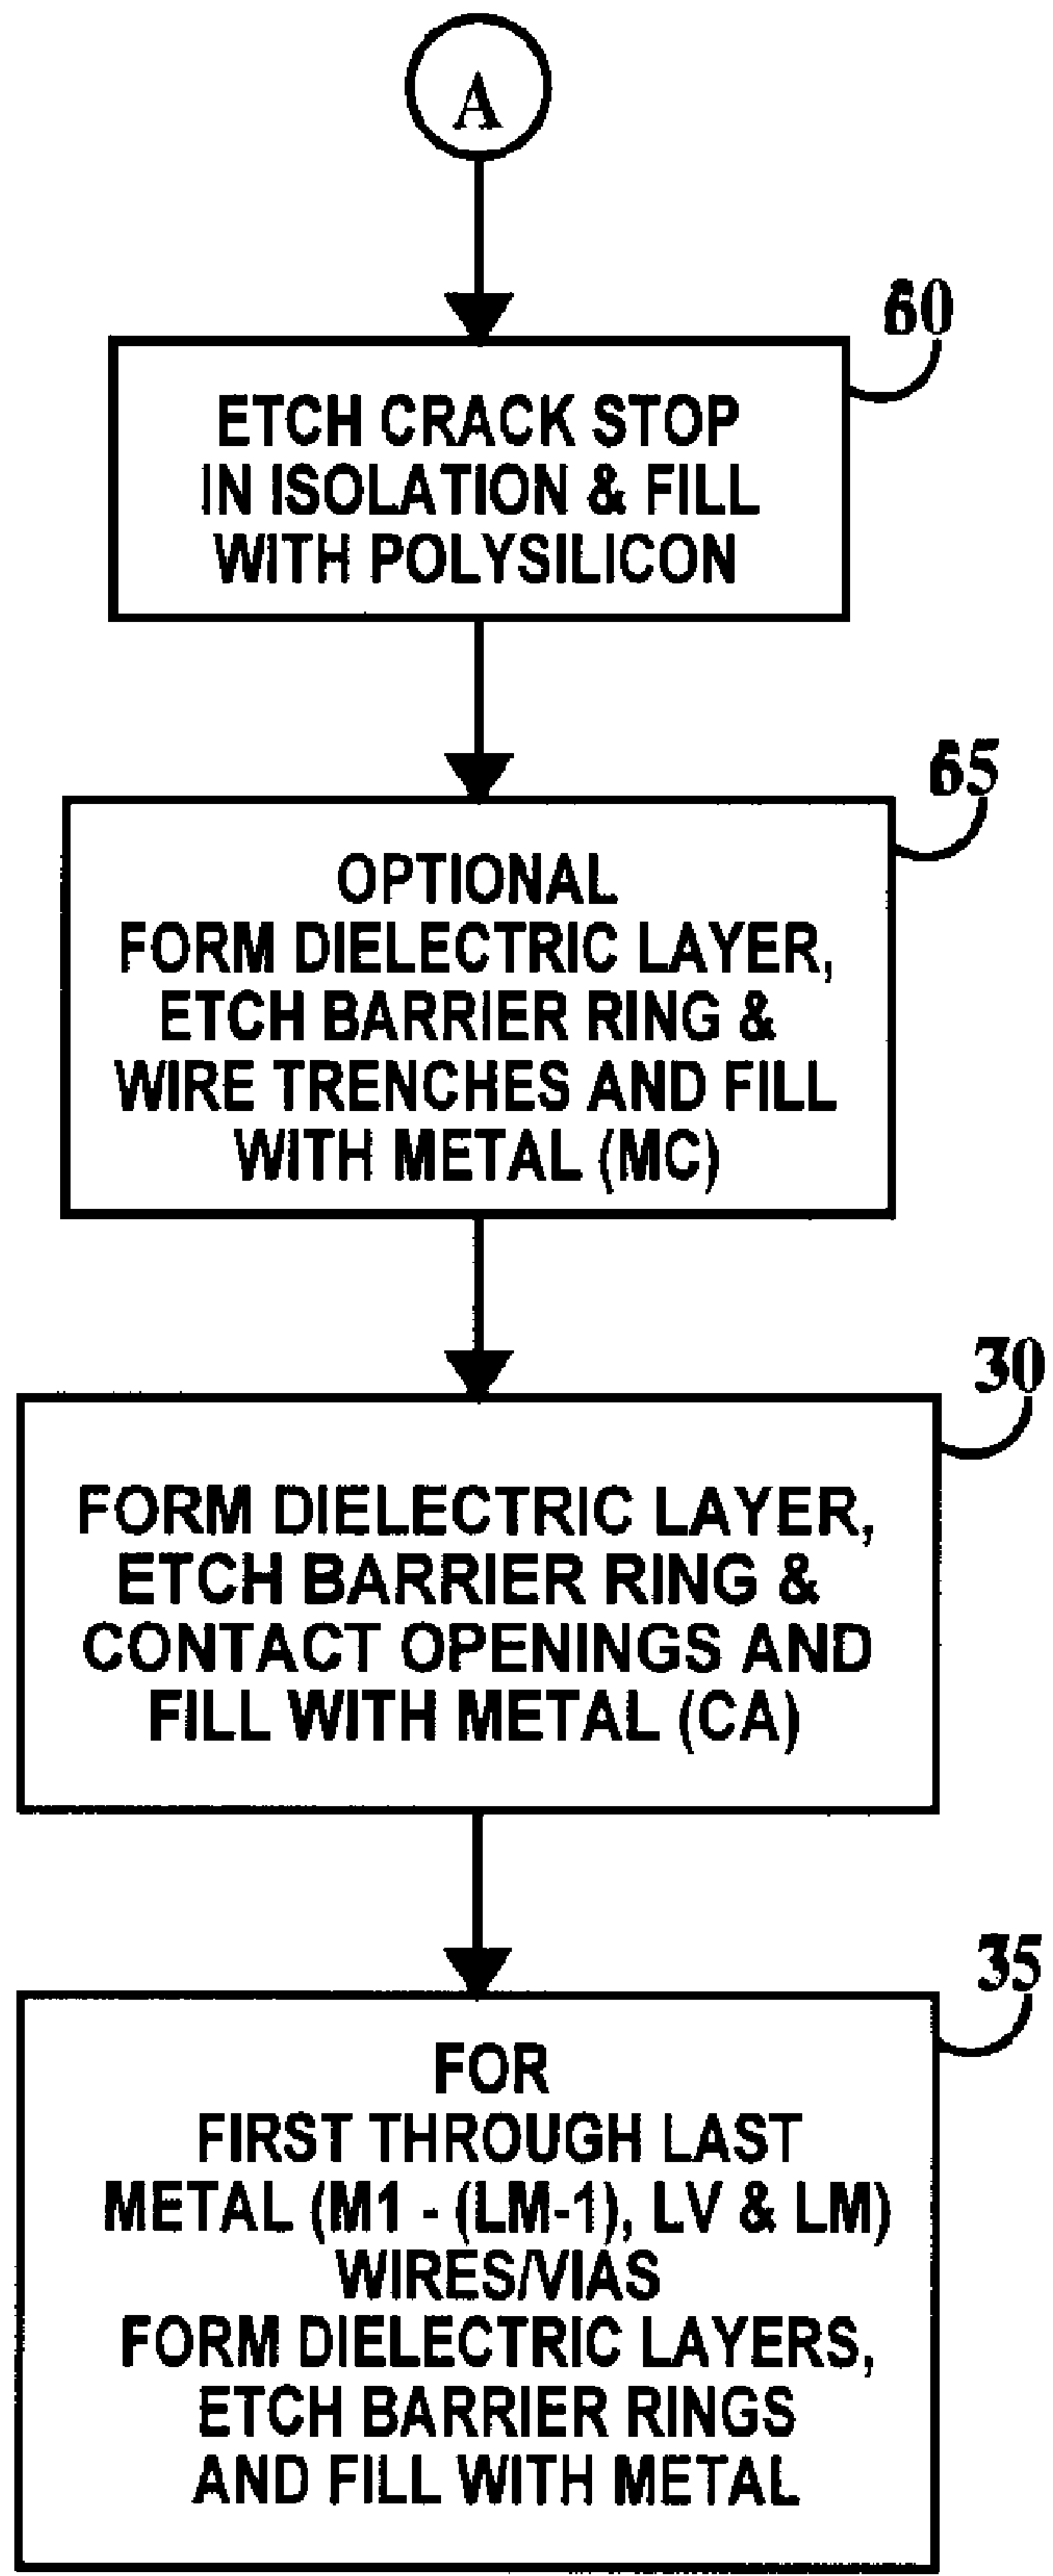 A
60
ETCH CRACK STOP
IN ISOLATION & FILL
WITH POLYSILICON
65
OPTIONAL
FORM DIELECTRIC LAYER,
ETCH BARRIER RING &
WIRE TRENCHES AND FILL
WITH METAL (MC)
30
FORM DIELECTRIC LAYER,
ETCH BARRIER RING &
CONTACT OPENINGS AND
FILL WITH METAL (CA)
35
FOR
FIRST THROUGH LAST
METAL (M1 - (LM-1), LV & LM)
WIRES/VIAS
FORM DIELECTRIC LAYERS,
ETCH BARRIER RINGS
AND FILL WITH METAL